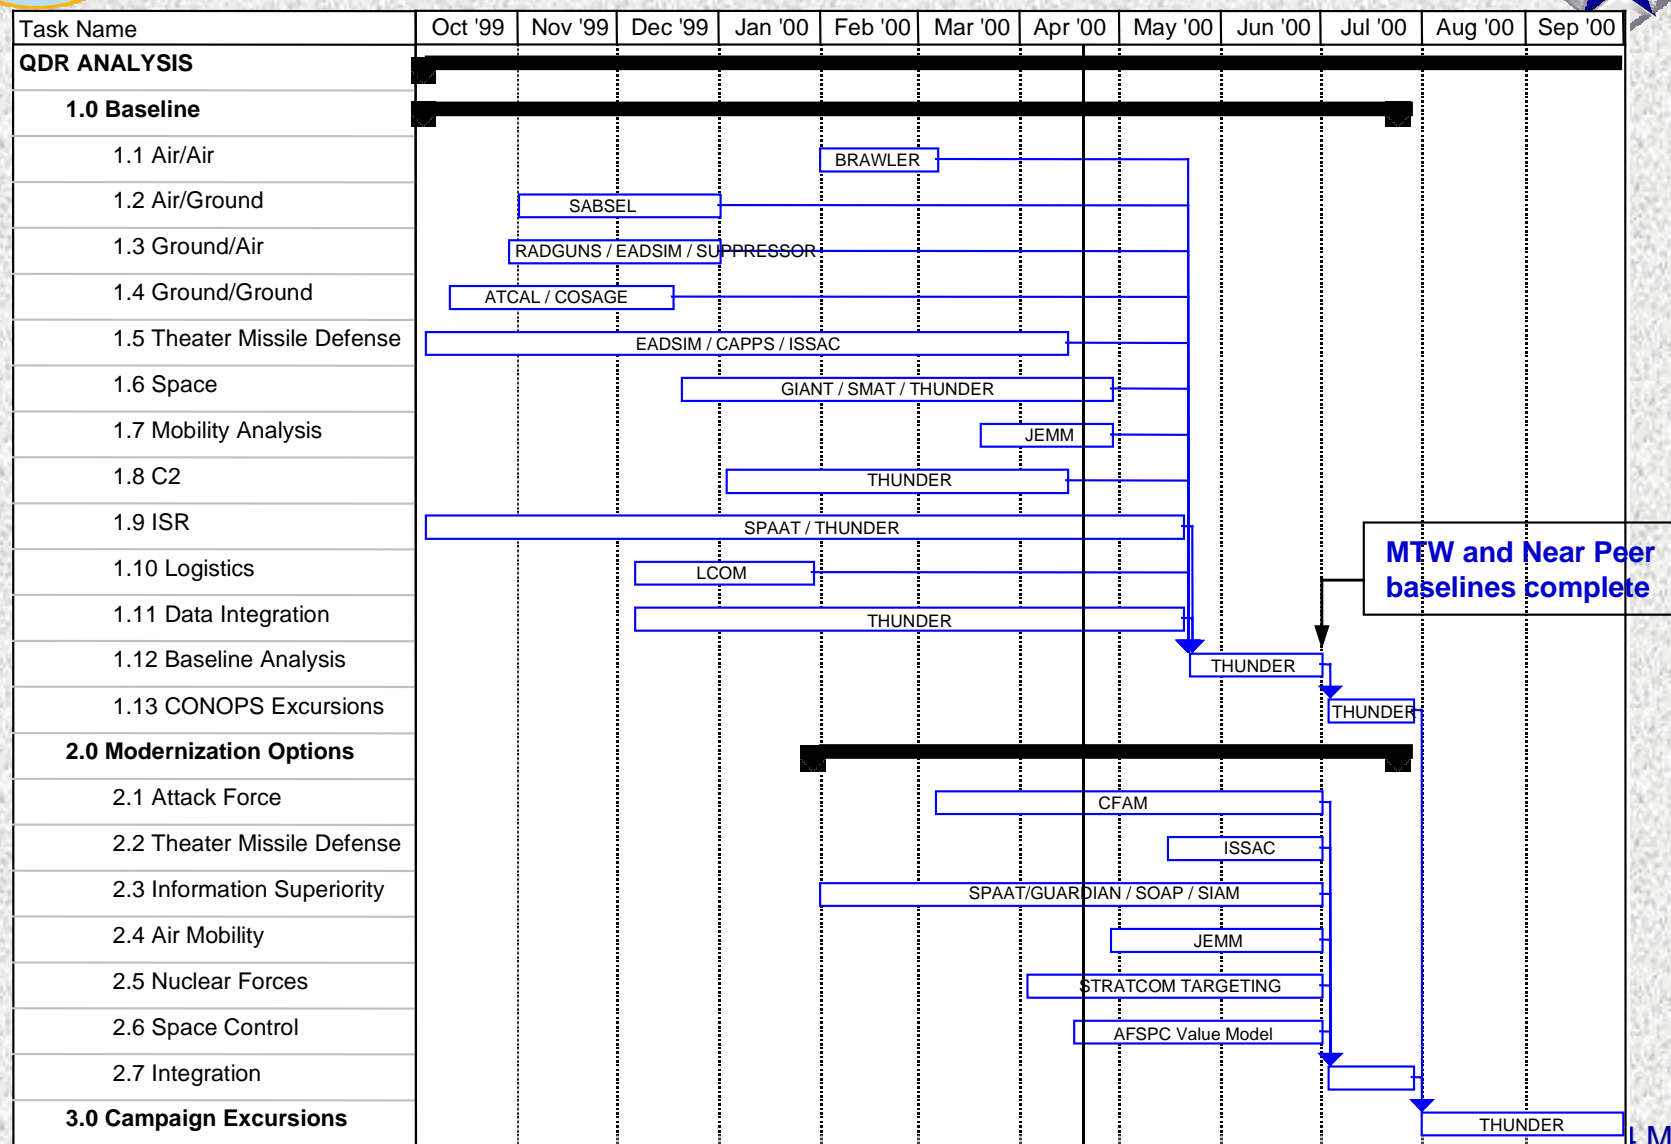 Task Name Oct '99 Nov '99 Dec '99 Jan '00 Feb '00 Mar '00 Apr '00 May '00 Jun '00 Jul '00 Aug '00 Sep '00
QDR ANALYSIS
1.0 Baseline
1.1 Air/Air BRAWLER
1.2 Air/Ground SABSEL
1.3 Ground/Air RADGUNS / EADSIM / SUPPRESSOR
1.4 Ground/Ground ATCAL / COSAGE
1.5 Theater Missile Defense EADSIM / CAPPS / ISSAC
1.6 Space GIANT / SMAT / THUNDER
1.7 Mobility Analysis JEMM
1.8 C2 THUNDER
1.9 ISR SPAAT / THUNDER
MTW and Near Peer
baselines complete
1.10 Logistics LCOM
1.11 Data Integration THUNDER
1.12 Baseline Analysis THUNDER
1.13 CONOPS Excursions THUNDER
2.0 Modernization Options
2.1 Attack Force CFAM
2.2 Theater Missile Defense ISSAC
2.3 Information Superiority SPAAT/GUARDIAN / SOAP / SIAM
2.4 Air Mobility JEMM
2.5 Nuclear Forces STRATCOM TARGETING
2.6 Space Control AFSPC Value Model
2.7 Integration
3.0 Campaign Excursions THUNDER